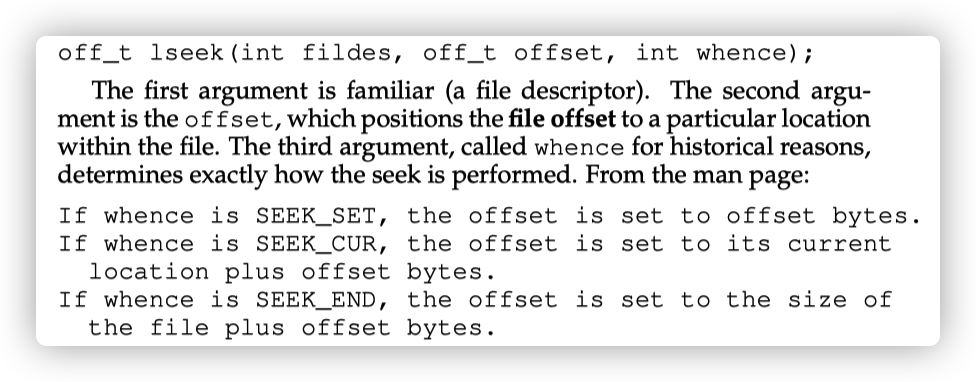 off_t lseek(int fildes, off_t offset, int whence);
The first argument is familiar (a file descriptor). The second argu-
ment is the offset, which positions the file offset to a particular location
within the file. The third argument, called whence for historical reasons,
determines exactly how the seek is performed. From the man page:
If whence is SEEK_SET, the offset is set to offset bytes.
If whence is SEEK_CUR, the offset is set to its current
location plus offset bytes.
If whence is SEEK_END, the offset is set to the size of
the file plus offset bytes.